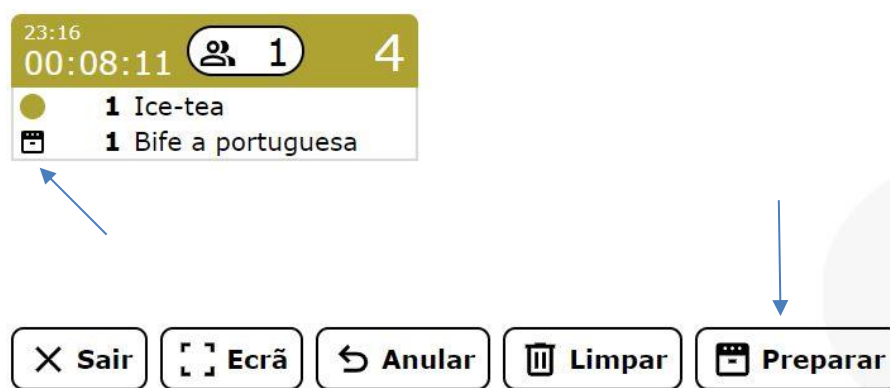 23:16
00:08:11 1 4
1 Ice-tea
1 Bife a portuguesa
Sair Ecrã Anular Limpar Preparar